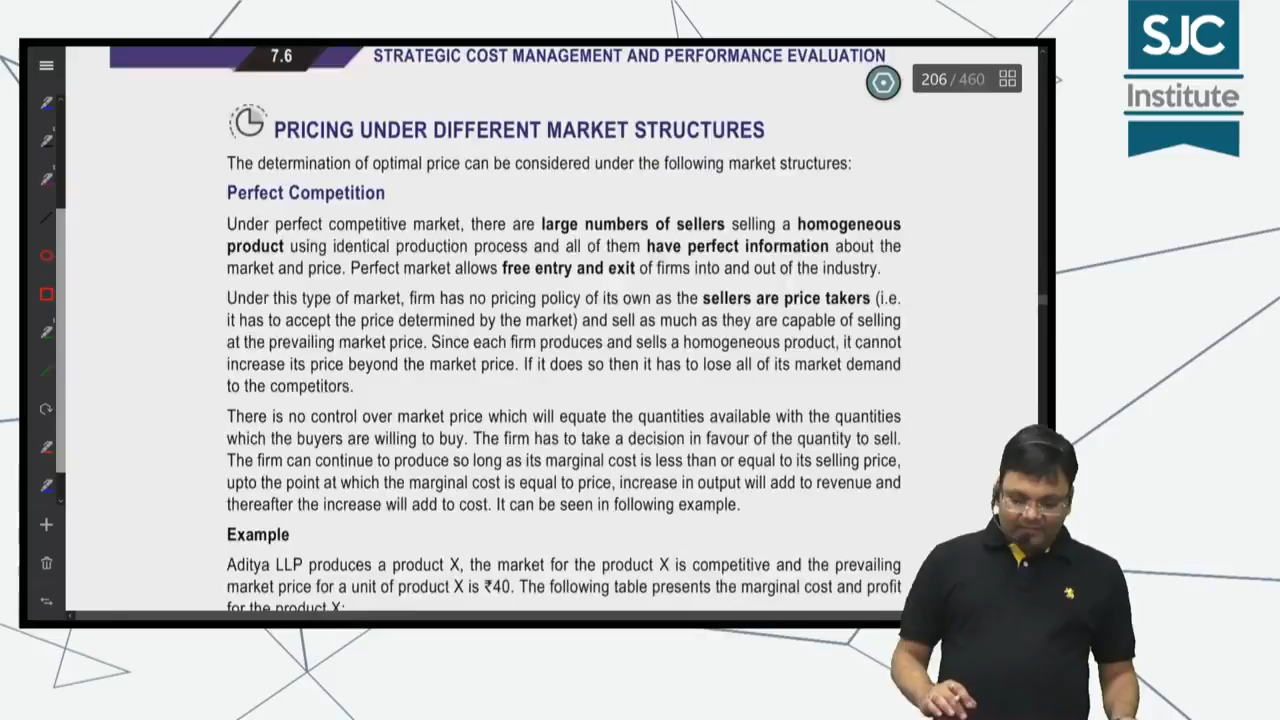 SJC
Institute
7.6 STRATEGIC COST MANAGEMENT AND PERFORMANCE EVALUATION
206 / 460
PRICING UNDER DIFFERENT MARKET STRUCTURES
The determination of optimal price can be considered under the following market structures:
Perfect Competition
Under perfect competitive market, there are large numbers of sellers selling a homogeneous
product using identical production process and all of them have perfect information about the
market and price. Perfect market allows free entry and exit of firms into and out of the industry.
Under this type of market, firm has no pricing policy of its own as the sellers are price takers (i.e.
it has to accept the price determined by the market) and sell as much as they are capable of selling
at the prevailing market price. Since each firm produces and sells a homogeneous product, it cannot
increase its price beyond the market price. If it does so then it has to lose all of its market demand
to the competitors.
There is no control over market price which will equate the quantities available with the quantities
which the buyers are willing to buy. The firm has to take a decision in favour of the quantity to sell.
The firm can continue to produce so long as its marginal cost is less than or equal to its selling price,
upto the point at which the marginal cost is equal to price, increase in output will add to revenue and
thereafter the increase will add to cost. It can be seen in following example.
Example
Aditya LLP produces a product X, the market for the product X is competitive and the prevailing
market price for a unit of product X is ₹40. The following table presents the marginal cost and profit
for the product X: